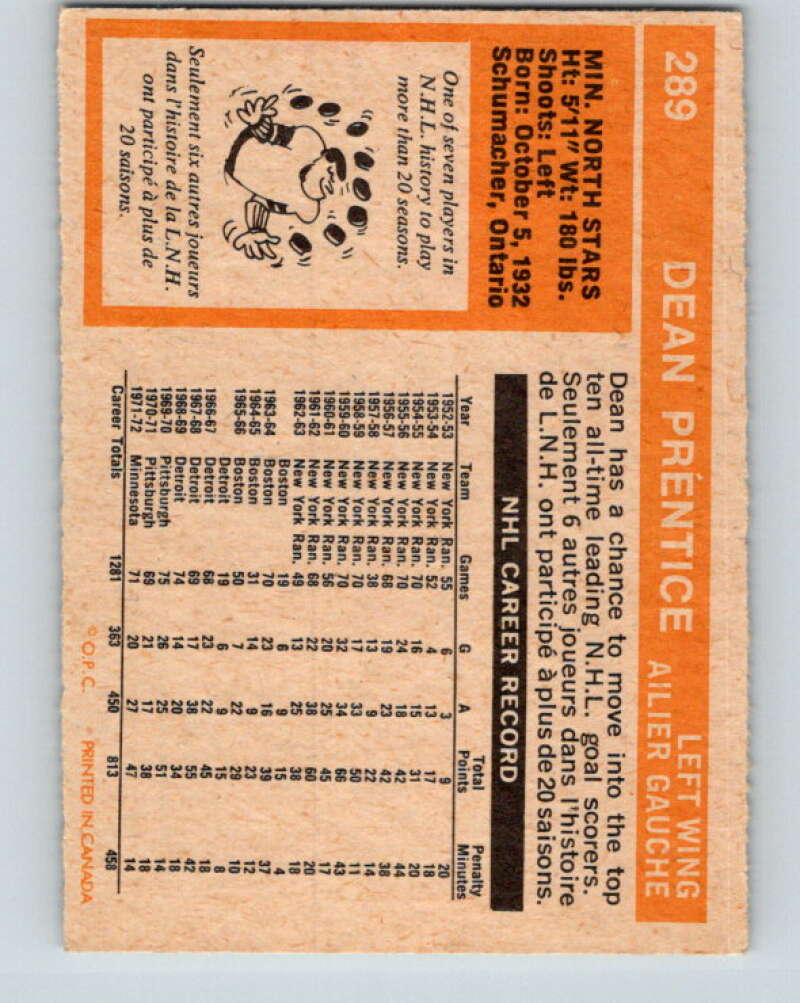 289 DEAN PRÉNTICE LEFT WING
AILIER GAUCHE
MIN. NORTH STARS
Ht: 5'11" Wt: 180 lbs.
Shoots: Left
Born: October 5, 1932
Schumacher, Ontario
One of seven players in
N.H.L. history to play
more than 20 seasons.
Seulement six autres joueurs
dans l'histoire de la L.N.H.
ont participé à plus de
20 saisons.
Dean has a chance to move into the top
ten all-time leading N.H.L. goal scorers.
Seulement 6 autres joueurs dans l'histoire
de L.N.H. ont participé à plus de 20 saisons.
NHL CAREER RECORD
Year Team Games G A Total Points Penalty Minutes
1952-53 New York Ran. 55 6 3 9 20
1953-54 New York Ran. 52 4 13 17 18
1954-55 New York Ran. 70 16 15 31 20
1955-56 New York Ran. 70 24 18 42 44
1956-57 New York Ran. 68 19 23 42 38
1957-58 New York Ran. 38 13 9 22 14
1958-59 New York Ran. 70 17 33 50 11
1959-60 New York Ran. 70 32 34 66 43
1960-61 New York Ran. 56 20 25 45 17
1961-62 New York Ran. 68 22 38 60 20
1962-63 New York Ran. 49 13 25 38 18
Boston 19 6 9 15 4
1963-64 Boston 70 23 16 39 37
1964-65 Boston 31 14 9 23 12
1965-66 Boston 50 7 22 29 10
Detroit 19 6 9 15 8
1966-67 Detroit 68 23 22 45 18
1967-68 Detroit 69 17 38 55 42
1968-69 Detroit 74 14 20 34 18
1969-70 Pittsburgh 75 26 25 51 14
1970-71 Pittsburgh 69 21 17 38 18
1971-72 Minnesota 71 20 27 47 14
Career Totals 1281 363 450 813 458
© O.P.C. * PRINTED IN CANADA